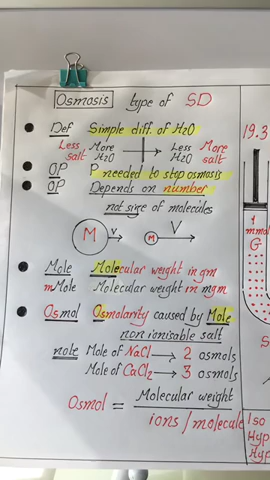 Osmosis type of SD
Def Simple diff. of H2O
Less salt More H2O → Less H2O More salt
OP P needed to stop osmosis
OP Depends on number
not size of molecules
M v M V
Mole Molecular weight in gm
mMole Molecular weight in mgm
Osmol Osmolarity caused by Mole
non ionisable salt
note Mole of NaCl → 2 osmols
Mole of CaCl2 → 3 osmols
Osmol = Molecular weight
ions / molecule
19.3
1
mmol
G
S
Iso
Hyp
Hyp